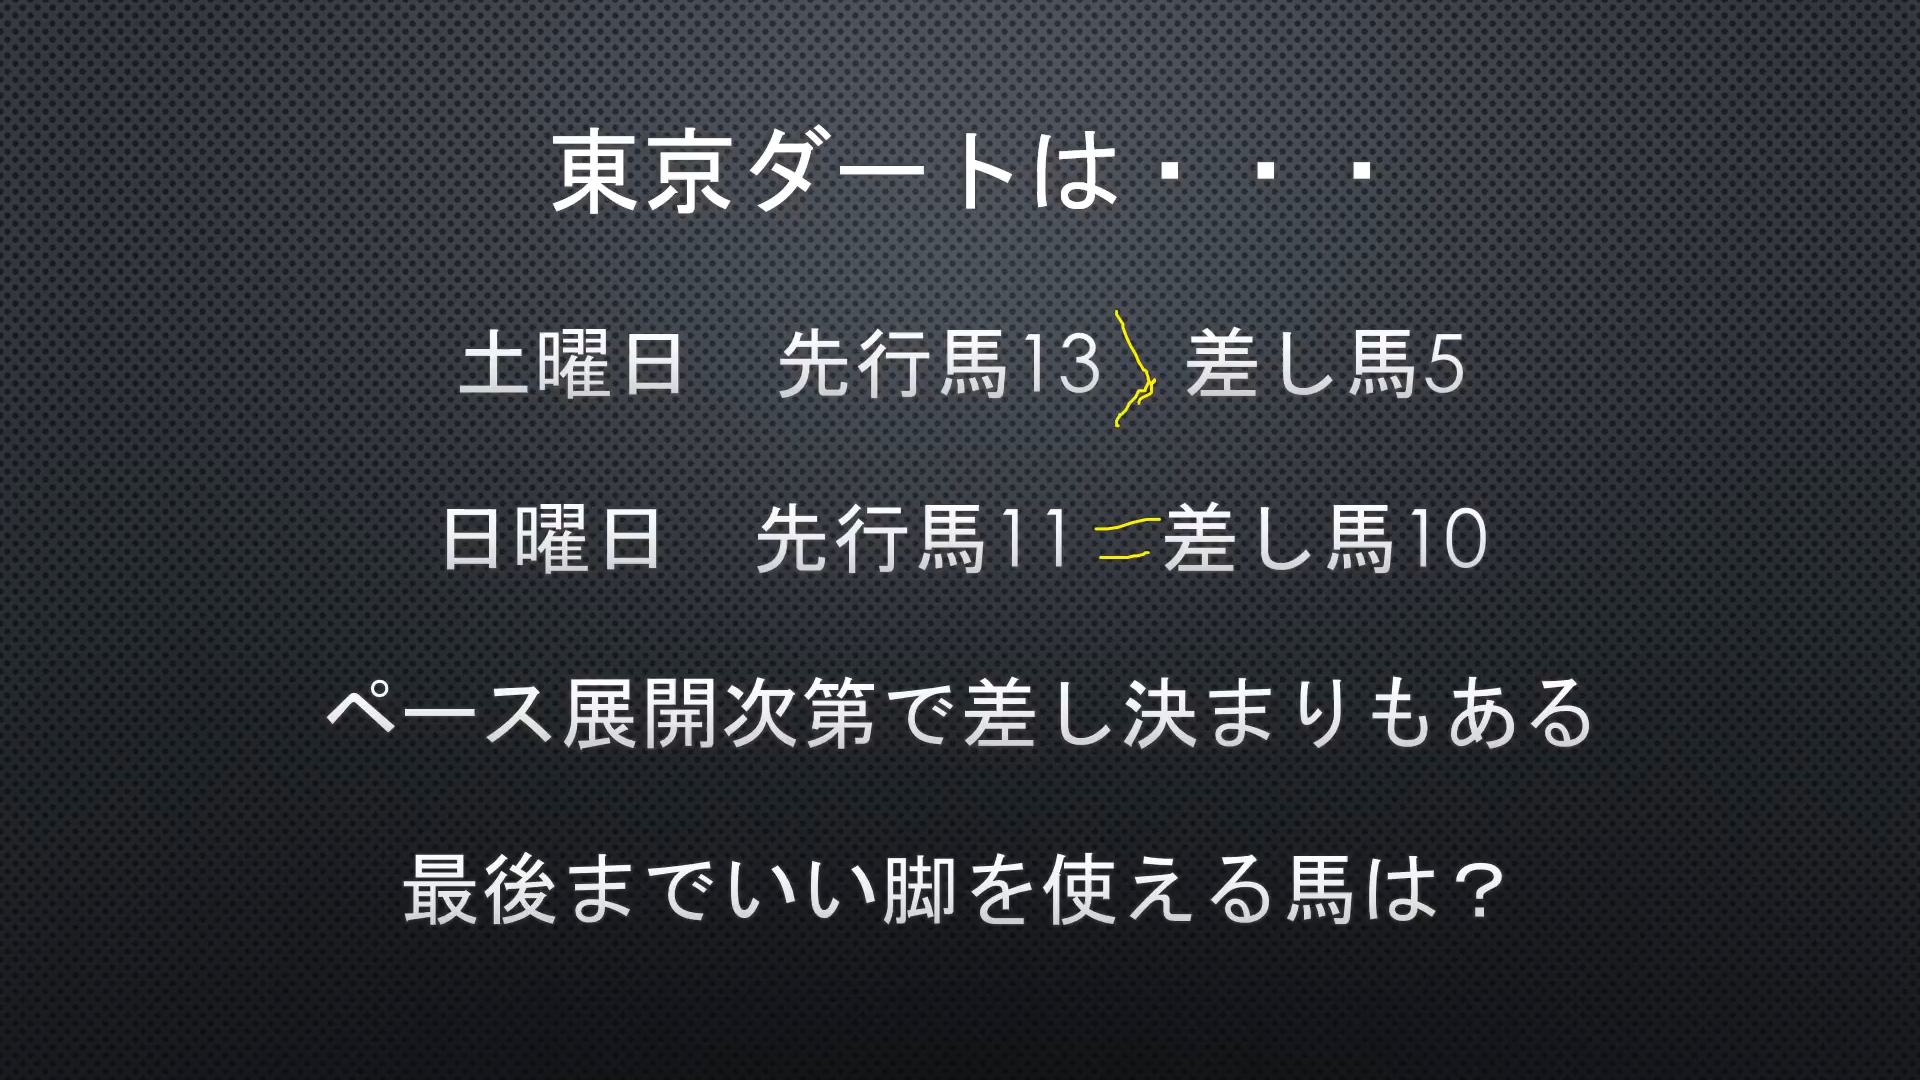 東京ダートは・・・
土曜日　先行馬13＞差し馬5
日曜日　先行馬11＝差し馬10
ペース展開次第で差し決まりもある
最後までいい脚を使える馬は？